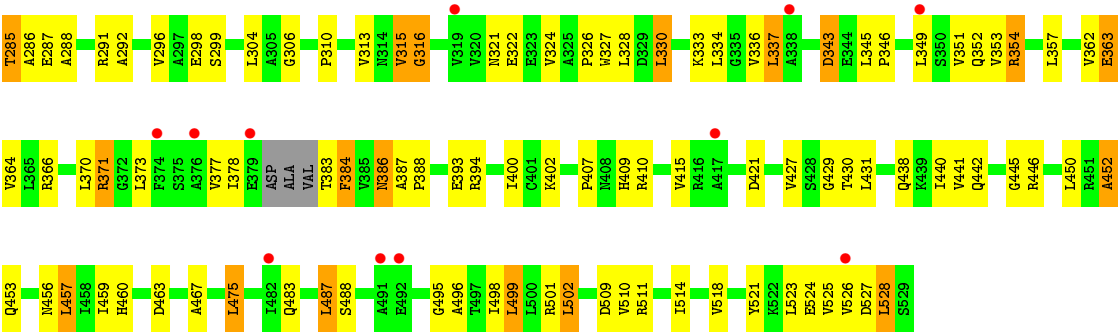 T285 A286 E287 A288 R291 A292 V296 A297 E298 S299 L304 A305 G306 P310 V313 N314 V315 G316 V319 V320 N321 E322 E323 V324 A325 P326 W327 L328 D329 L330 K333 L334 G335 V336 L337 A338 D343 E344 L345 P346 L349 S350 V351 Q352 V353 R354 L357 V362 E363
V364 L365 R366 L370 R371 G372 L373 F374 S375 A376 V377 I378 E379 ASP ALA VAL T383 F384 V385 N386 A387 P388 E393 R394 I400 C401 K402 P407 N408 H409 R410 V415 R416 A417 D421 V427 S428 G429 T430 L431 Q438 K439 I440 V441 Q442 G445 R446 L450 R451 A452
Q453 N456 L457 I458 I459 H460 D463 A467 L475 I482 Q483 L487 S488 A491 E492 G495 A496 T497 I498 L499 L500 R501 L502 D509 V510 R511 I514 V518 Y521 K522 L523 E524 V525 V526 D527 L528 S529